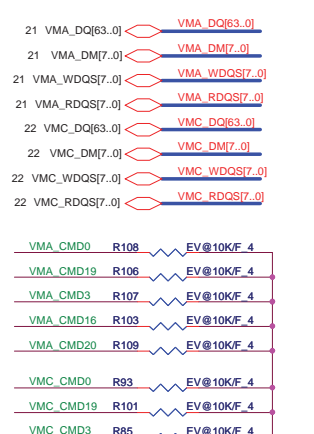 21 VMA_DQ[63..0] VMA_DQ[63..0]
21 VMA_DM[7..0] VMA_DM[7..0]
21 VMA_WDQS[7..0] VMA_WDQS[7..0]
21 VMA_RDQS[7..0] VMA_RDQS[7..0]
22 VMC_DQ[63..0] VMC_DQ[63..0]
22 VMC_DM[7..0] VMC_DM[7..0]
22 VMC_WDQS[7..0] VMC_WDQS[7..0]
22 VMC_RDQS[7..0] VMC_RDQS[7..0]
VMA_CMD0 R108 EV@10K/F_4
VMA_CMD19 R106 EV@10K/F_4
VMA_CMD3 R107 EV@10K/F_4
VMA_CMD16 R103 EV@10K/F_4
VMA_CMD20 R109 EV@10K/F_4
VMC_CMD0 R93 EV@10K/F_4
VMC_CMD19 R101 EV@10K/F_4
VMC_CMD3 R85 EV@10K/F_4